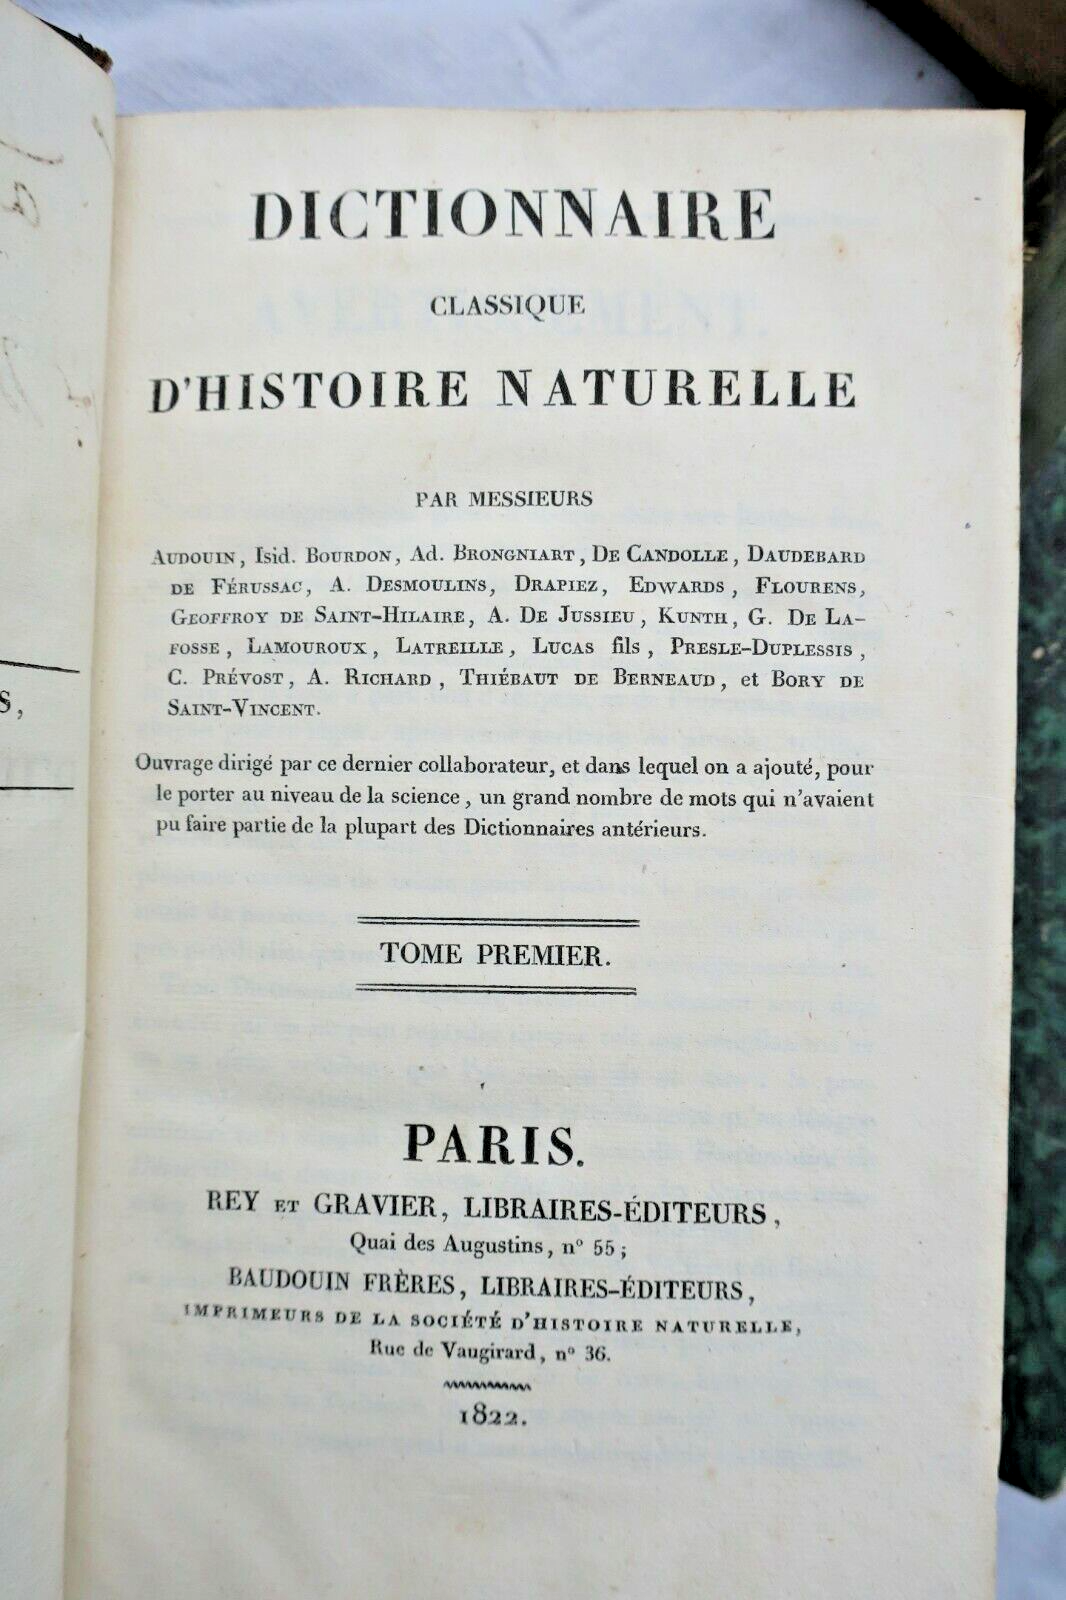 DICTIONNAIRE
CLASSIQUE
D'HISTOIRE NATURELLE
PAR MESSIEURS
AUDOUIN, Isid. BOURDON, Ad. BRONGNIART, DE CANDOLLE, DAUDEBARD
DE FÉRUSSAC, A. DESMOULINS, DRAPIEZ, EDWARDS, FLOURENS,
GEOFFROY DE SAINT-HILAIRE, A. DE JUSSIEU, KUNTH, G. DE LA-
FOSSE, LAMOUROUX, LATREILLE, LUCAS fils, PRESLE-DUPLESSIS,
C. PRÉVOST, A. RICHARD, THIÉBAUT DE BERNEAUD, et BORY DE
SAINT-VINCENT.
Ouvrage dirigé par ce dernier collaborateur, et dans lequel on a ajouté, pour
le porter au niveau de la science, un grand nombre de mots qui n'avaient
pu faire partie de la plupart des Dictionnaires antérieurs.
TOME PREMIER.
PARIS.
REY ET GRAVIER, LIBRAIRES-ÉDITEURS,
Quai des Augustins, n° 55;
BAUDOUIN FRÈRES, LIBRAIRES-ÉDITEURS,
IMPRIMEURS DE LA SOCIÉTÉ D'HISTOIRE NATURELLE,
Rue de Vaugirard, n° 36.
1822.